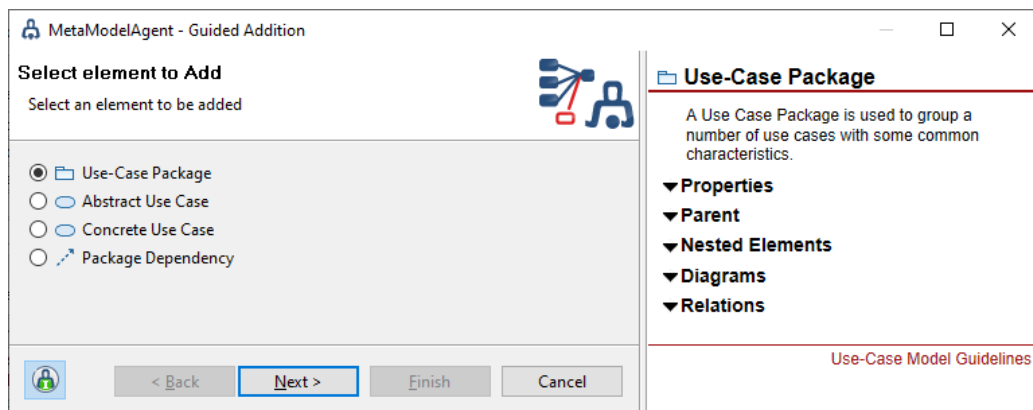 MetaModelAgent - Guided Addition
Select element to Add
Select an element to be added
Use-Case Package
Abstract Use Case
Concrete Use Case
Package Dependency
< Back
Next >
Finish
Cancel
Use-Case Package
A Use Case Package is used to group a
number of use cases with some common
characteristics.
Properties
Parent
Nested Elements
Diagrams
Relations
Use-Case Model Guidelines